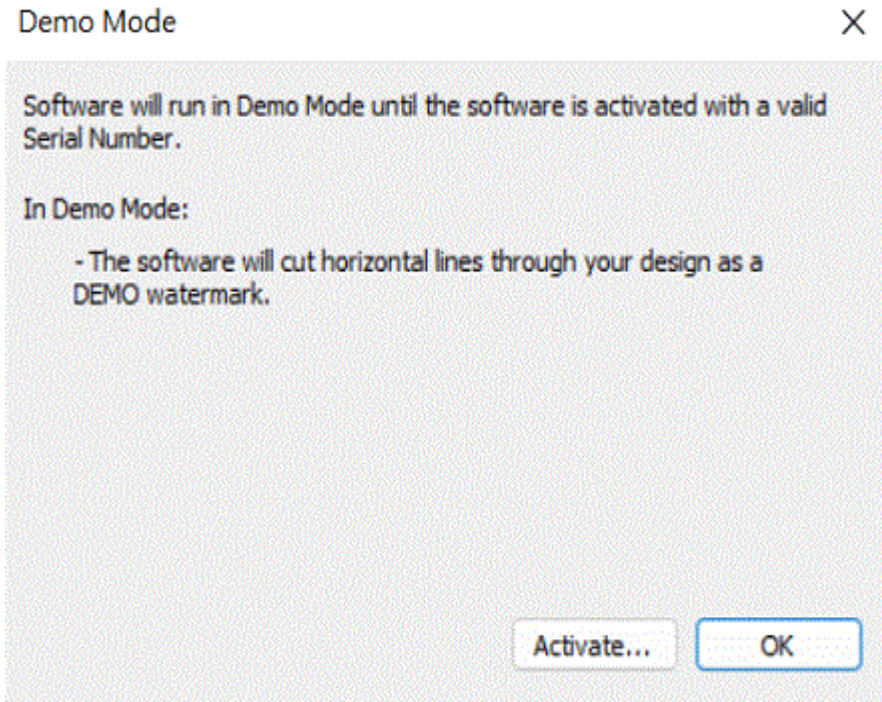 Demo Mode
Software will run in Demo Mode until the software is activated with a valid
Serial Number.
In Demo Mode:
- The software will cut horizontal lines through your design as a
DEMO watermark.
Activate...
OK